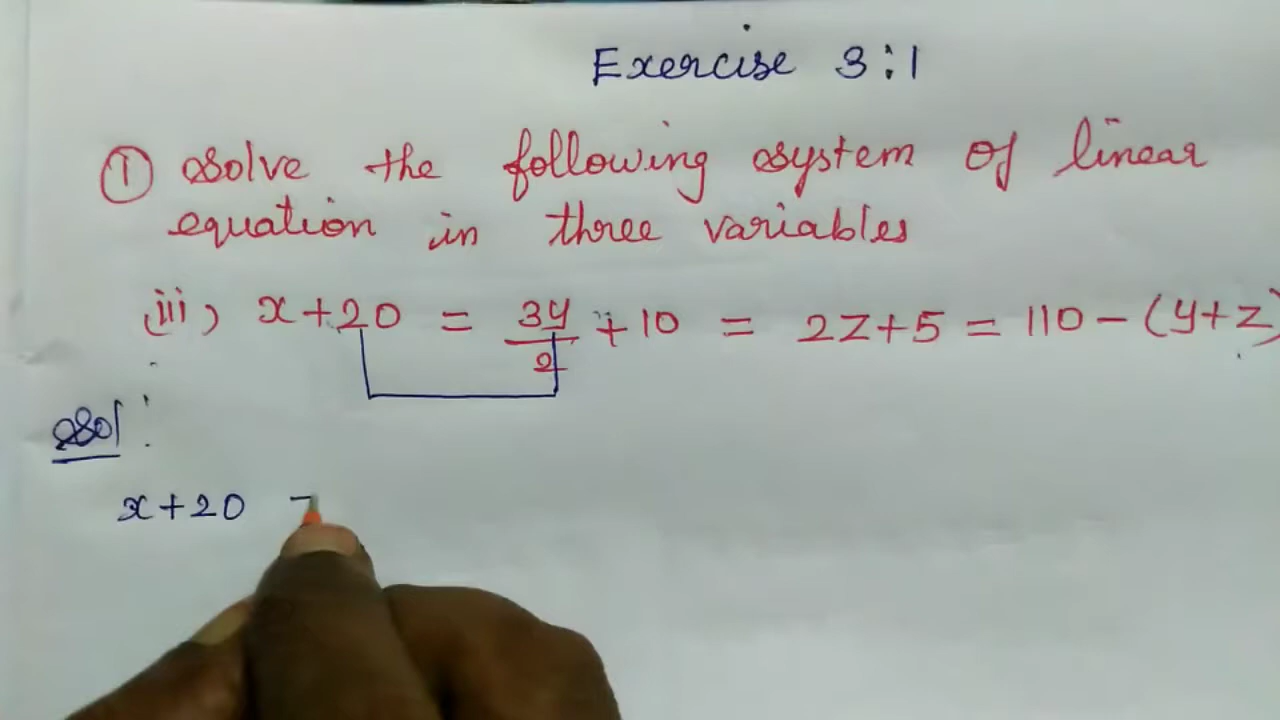 Exercise 3:1
① solve the following system of linear
equation in three variables
(iii) x+20 = 3y/2 +10 = 2z+5 = 110-(y+z)
Sol:
x+20